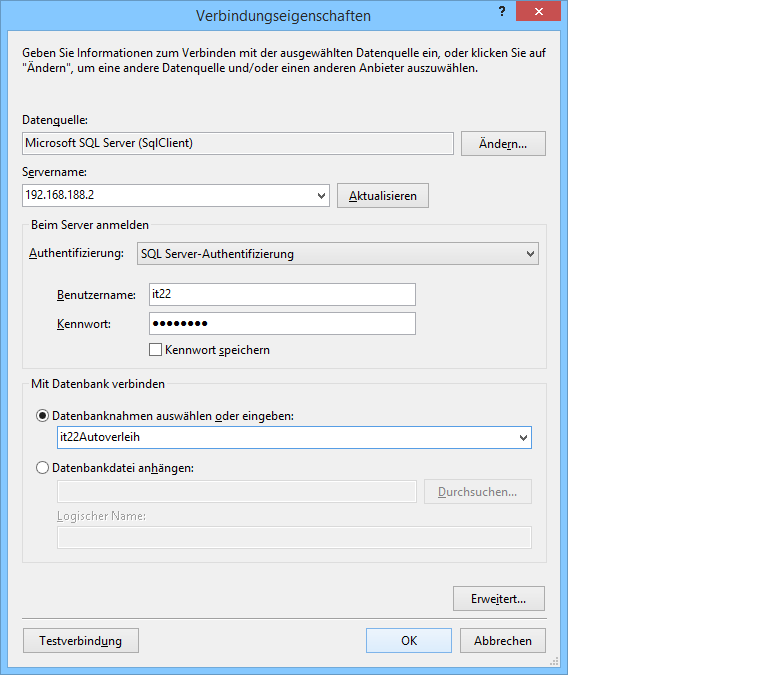 Verbindungseigenschaften
?
Geben Sie Informationen zum Verbinden mit der ausgewählten Datenquelle ein, oder klicken Sie auf
"Ändern", um eine andere Datenquelle und/oder einen anderen Anbieter auszuwählen.
Datenquelle:
Microsoft SQL Server (SqlClient)
Ändern...
Servername:
192.168.188.2
Aktualisieren
Beim Server anmelden
Authentifizierung:
SQL Server-Authentifizierung
Benutzername:
it22
Kennwort:
●●●●●●●●
Kennwort speichern
Mit Datenbank verbinden
Datenbanknahmen auswählen oder eingeben:
it22Autoverleih
Datenbankdatei anhängen:
Durchsuchen...
Logischer Name:
Erweitert...
Testverbindung
OK
Abbrechen